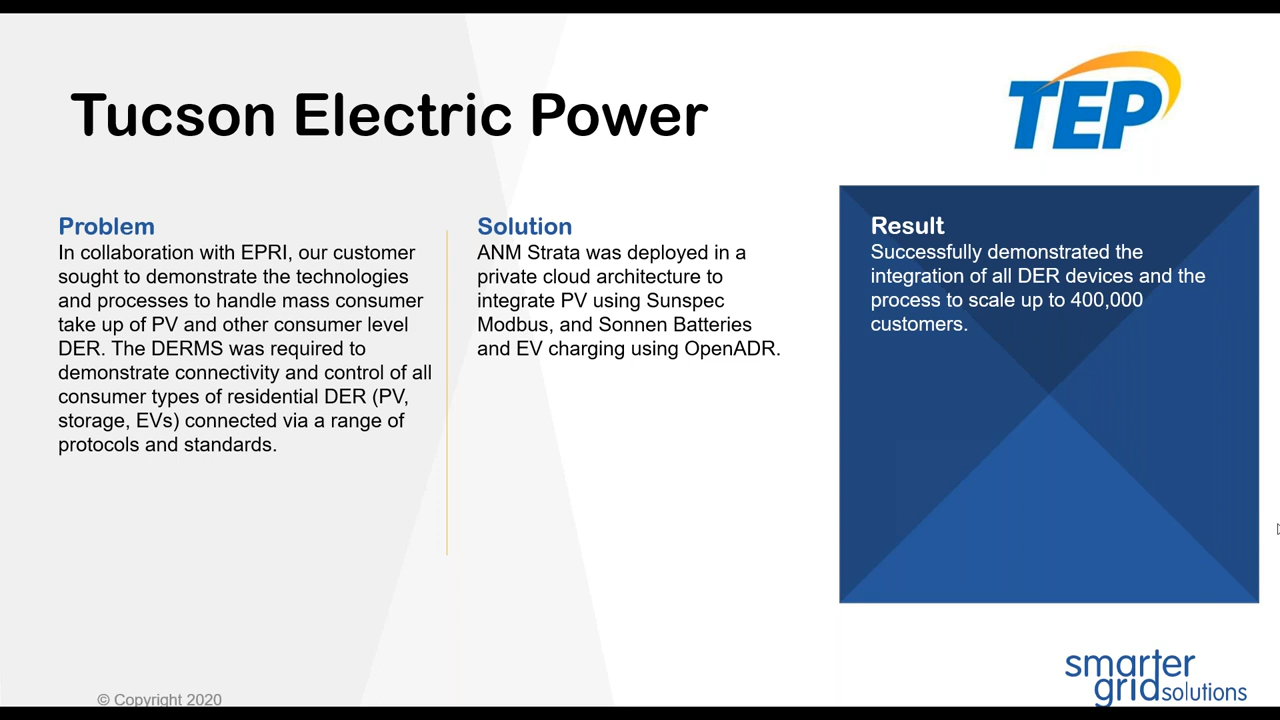 Tucson Electric Power
TEP
Problem
In collaboration with EPRI, our customer
sought to demonstrate the technologies
and processes to handle mass consumer
take up of PV and other consumer level
DER. The DERMS was required to
demonstrate connectivity and control of all
consumer types of residential DER (PV,
storage, EVs) connected via a range of
protocols and standards.
Solution
ANM Strata was deployed in a
private cloud architecture to
integrate PV using Sunspec
Modbus, and Sonnen Batteries
and EV charging using OpenADR.
Result
Successfully demonstrated the
integration of all DER devices and the
process to scale up to 400,000
customers.
smarter
gridsolutions
© Copyright 2020